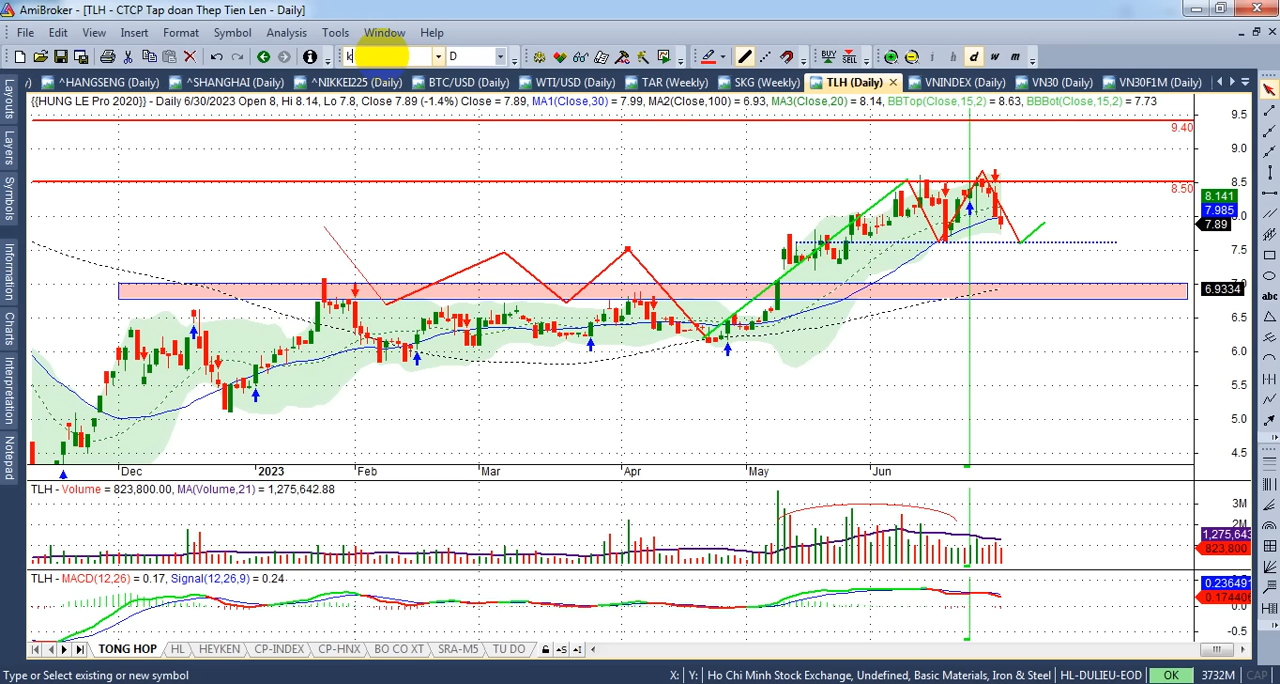 AmiBroker - [TLH - CTCP Tap doan Thep Tien Len - Daily]
File Edit View Insert Format Symbol Analysis Tools Window Help
k D BUY SELL i h d w m
^HANGSENG (Daily) ^SHANGHAI (Daily) ^NIKKEI225 (Daily) BTC/USD (Daily) WTI/USD (Daily) TAR (Weekly) SKG (Weekly) TLH (Daily) VNINDEX (Daily) VN30 (Daily) VN30F1M (Daily)
{{HUNG LE Pro 2020}} - Daily 6/30/2023 Open 8, Hi 8.14, Lo 7.8, Close 7.89 (-1.4%) Close = 7.89, MA1(Close,30) = 7.99, MA2(Close,100) = 6.93, MA3(Close,20) = 8.14, BBTop(Close,15,2) = 8.63, BBBot(Close,15,2) = 7.73
Layouts
Layers
Symbols
Information
Charts
Interpretation
Notepad
9.5
9.40
9.0
8.5
8.50
8.141
7.985
7.89
7.5
6.9334
6.5
6.0
5.5
5.0
4.5
Dec 2023 Feb Mar Apr May Jun
TLH - Volume = 823,800.00, MA(Volume,21) = 1,275,642.88
3M
2M
1,275,643
823,800
TLH - MACD(12,26) = 0.17, Signal(12,26,9) = 0.24
0.23649
0.174406
0.0
-0.5
abc
TONG HOP HL HEYKEN CP-INDEX CP-HNX BO CO XT SRA-M5 TU DO
Type or Select existing or new symbol X: Y: Ho Chi Minh Stock Exchange, Undefined, Basic Materials, Iron & Steel HL-DULIEU-EOD OK 3732M CAP